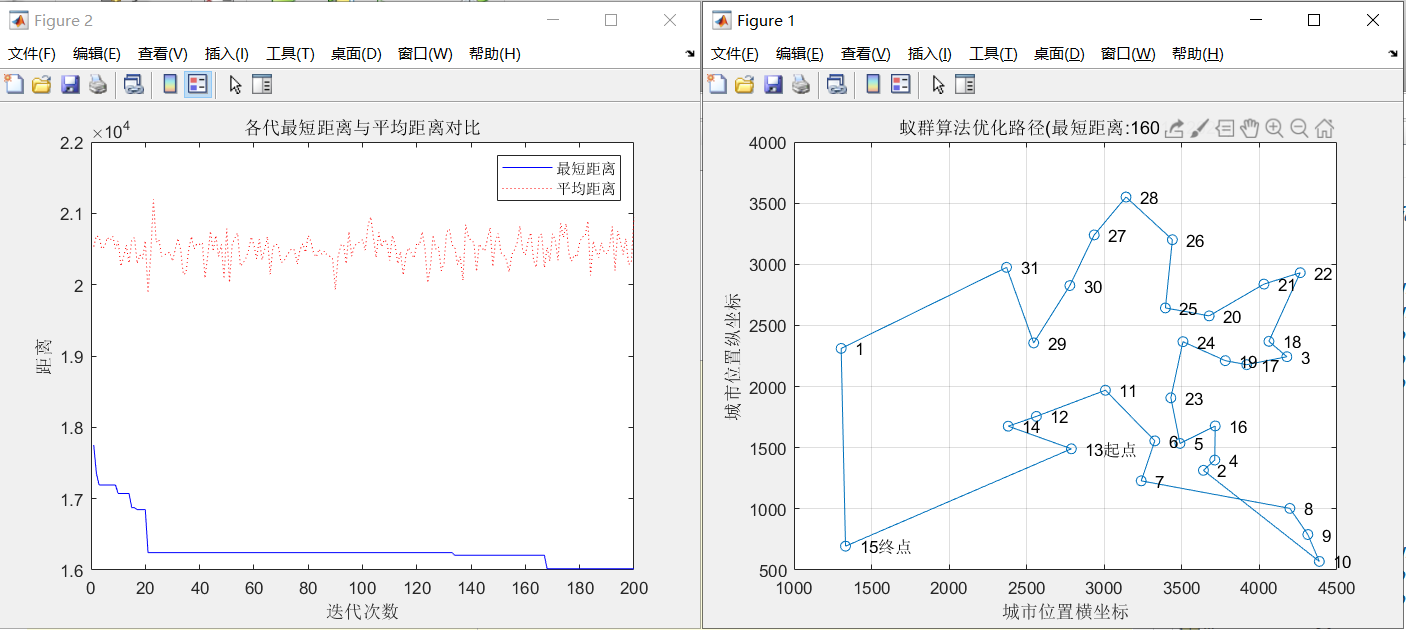 Figure 2
文件(F) 编辑(E) 查看(V) 插入(I) 工具(T) 桌面(D) 窗口(W) 帮助(H)
各代最短距离与平均距离对比
×10⁴
2.2
2.1
2
1.9
1.8
1.7
1.6
距离
最短距离
平均距离
0 20 40 60 80 100 120 140 160 180 200
迭代次数
Figure 1
文件(F) 编辑(E) 查看(V) 插入(I) 工具(T) 桌面(D) 窗口(W) 帮助(H)
蚁群算法优化路径(最短距离:160
4000
3500
3000
2500
2000
1500
1000
500
城市位置纵坐标
28
27
26
31
22
30
21
25
20
29
1
24
18
3
19
17
11
23
12
14
16
6
5
13起点
4
2
7
8
9
15终点
10
1000 1500 2000 2500 3000 3500 4000 4500
城市位置横坐标